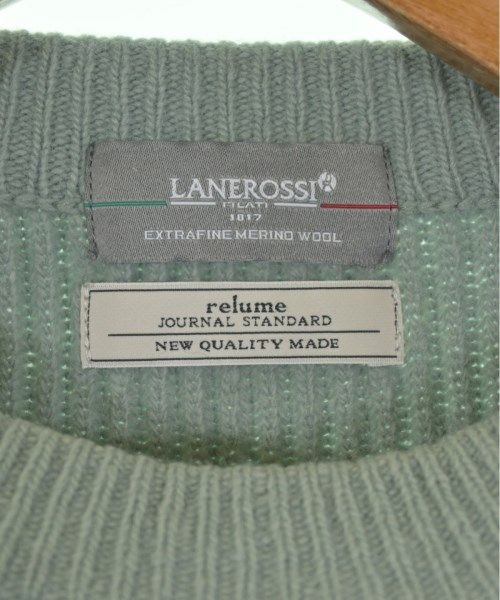 LANEROSSI
FILATI
1817
EXTRAFINE MERINO WOOL
relume
JOURNAL STANDARD
NEW QUALITY MADE